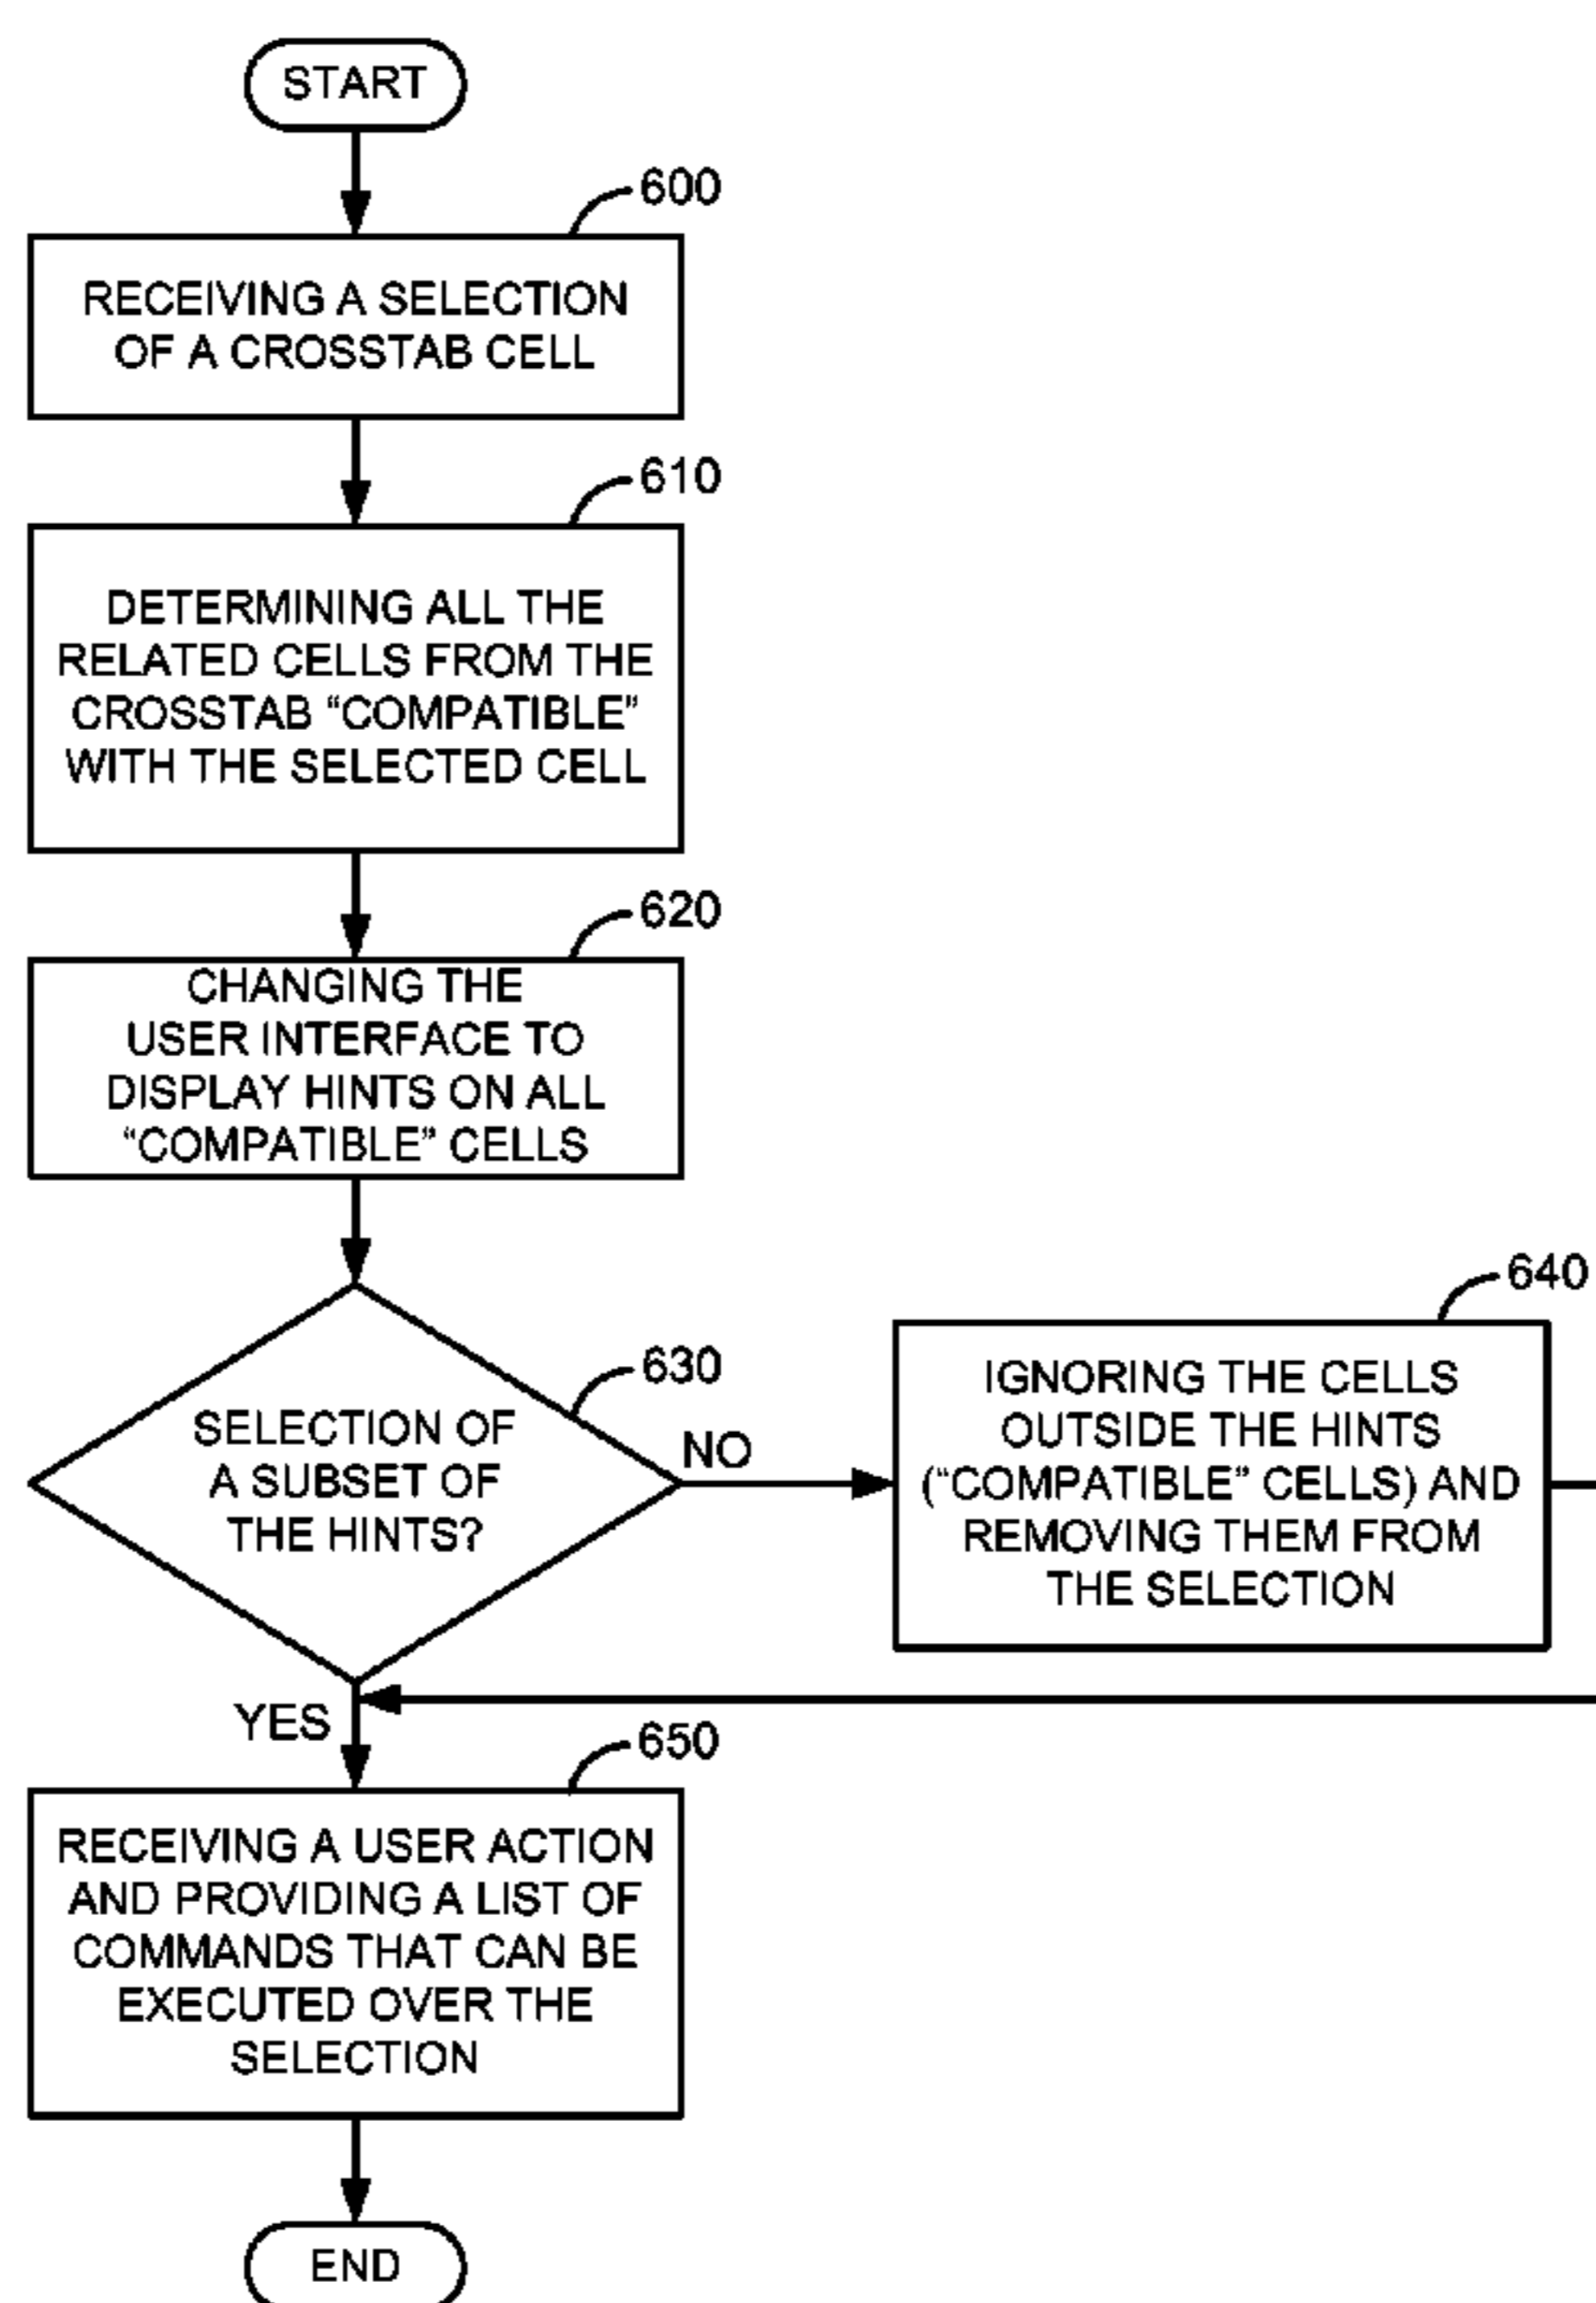 START
600
RECEIVING A SELECTION
OF A CROSSTAB CELL
610
DETERMINING ALL THE
RELATED CELLS FROM THE
CROSSTAB “COMPATIBLE”
WITH THE SELECTED CELL
620
CHANGING THE
USER INTERFACE TO
DISPLAY HINTS ON ALL
“COMPATIBLE” CELLS
630
SELECTION OF
A SUBSET OF
THE HINTS?
NO
640
IGNORING THE CELLS
OUTSIDE THE HINTS
(“COMPATIBLE” CELLS) AND
REMOVING THEM FROM
THE SELECTION
YES
650
RECEIVING A USER ACTION
AND PROVIDING A LIST OF
COMMANDS THAT CAN BE
EXECUTED OVER THE
SELECTION
END